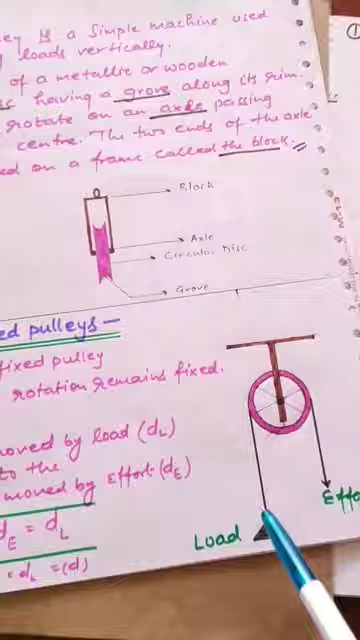 ey is a simple machine used
loads vertically.
of a metallic or wooden
having a grove along its rim.
rotate on an axle passing
centre. The two ends of the axle
ed on a frame called the block.
Block
Axle
Circular Disc
Grove
ed pulleys —
fixed pulley
rotation remains fixed.
moved by load (dL)
to the
moved by Effort (dE)
dE = dL
= dL = (d)
Load
Effo